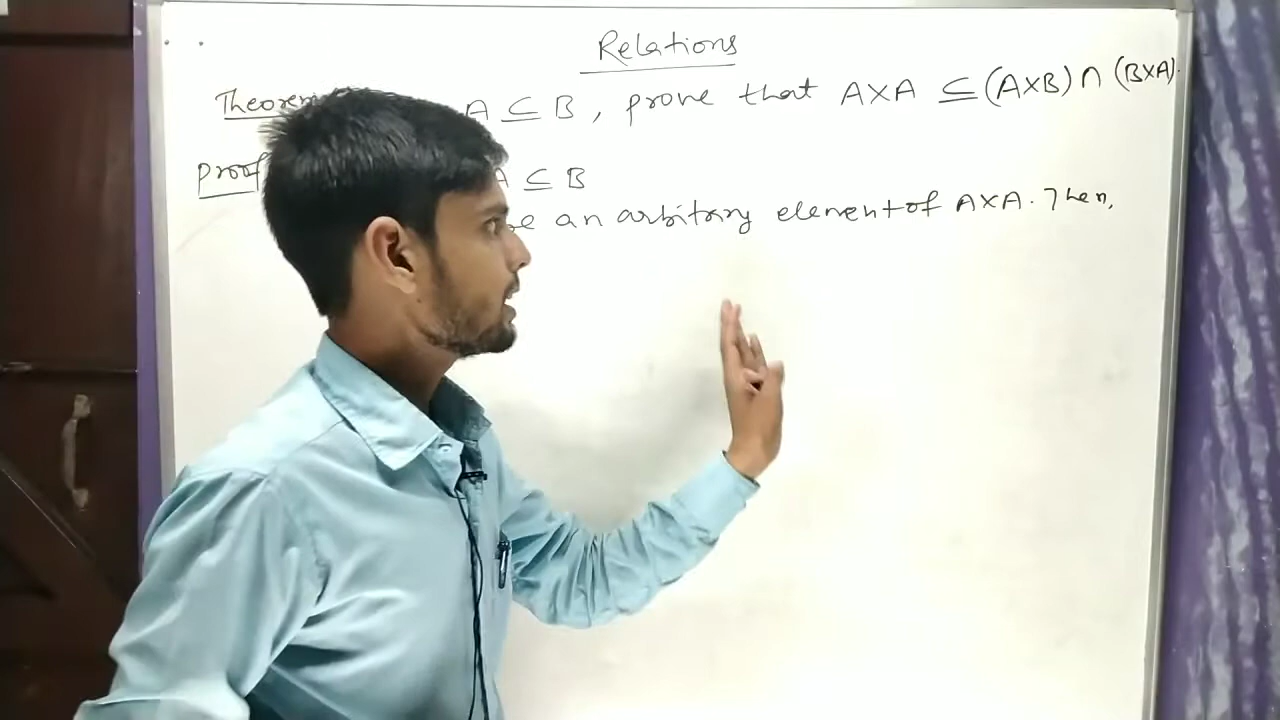 Relations
Theorem A ⊆ B, prove that A×A ⊆ (A×B) ∩ (B×A).
Proof A ⊆ B
an arbitrary element of A×A. Then,